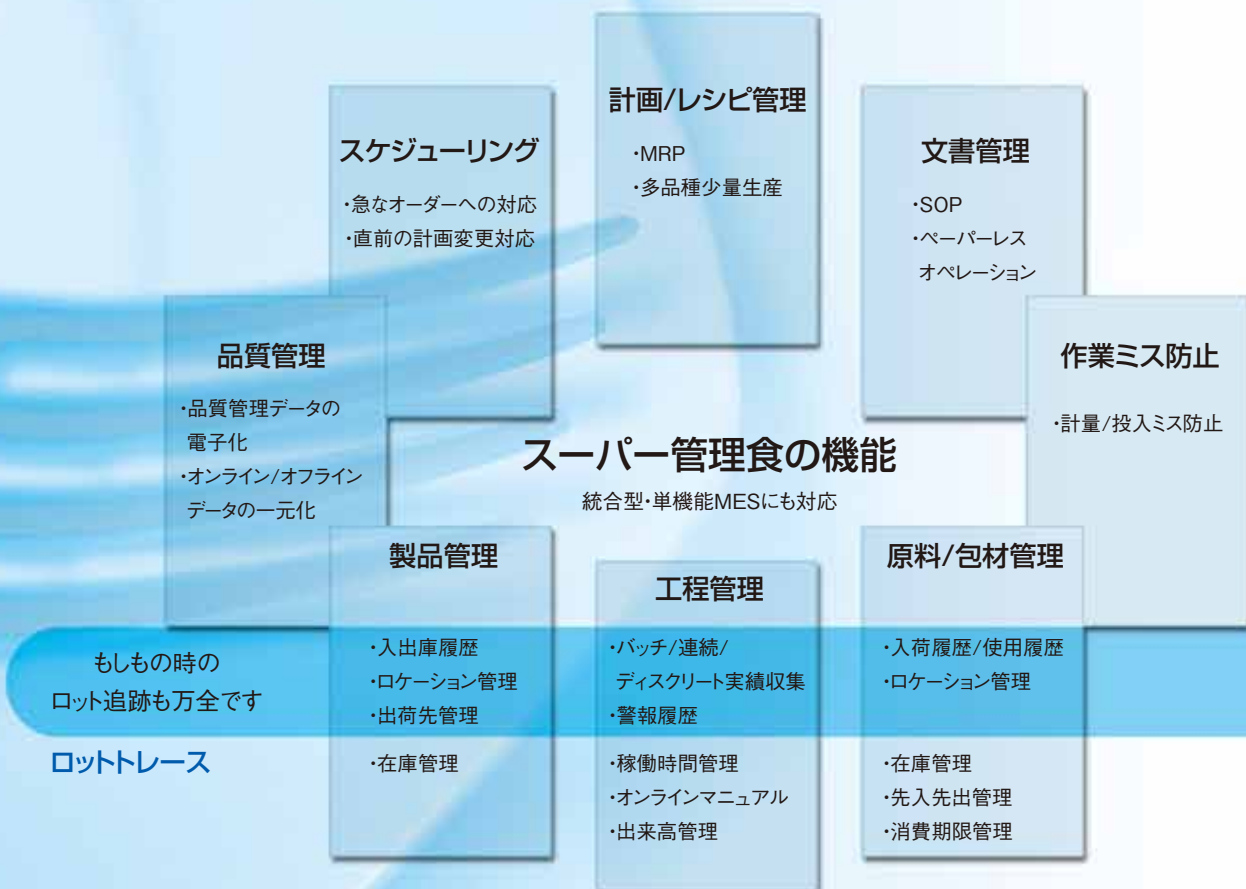 計画/レシピ管理
・MRP
・多品種少量生産
スケジューリング
・急なオーダーへの対応
・直前の計画変更対応
文書管理
・SOP
・ペーパーレス
オペレーション
品質管理
・品質管理データの
電子化
・オンライン/オフライン
データの一元化
作業ミス防止
・計量/投入ミス防止
スーパー管理食の機能
統合型・単機能MESにも対応
製品管理
・入出庫履歴
・ロケーション管理
・出荷先管理
・在庫管理
工程管理
・バッチ/連続/
ディスクリート実績収集
・警報履歴
・稼働時間管理
・オンラインマニュアル
・出来高管理
原料/包材管理
・入荷履歴/使用履歴
・ロケーション管理
・在庫管理
・先入先出管理
・消費期限管理
もしもの時の
ロット追跡も万全です
ロットトレース